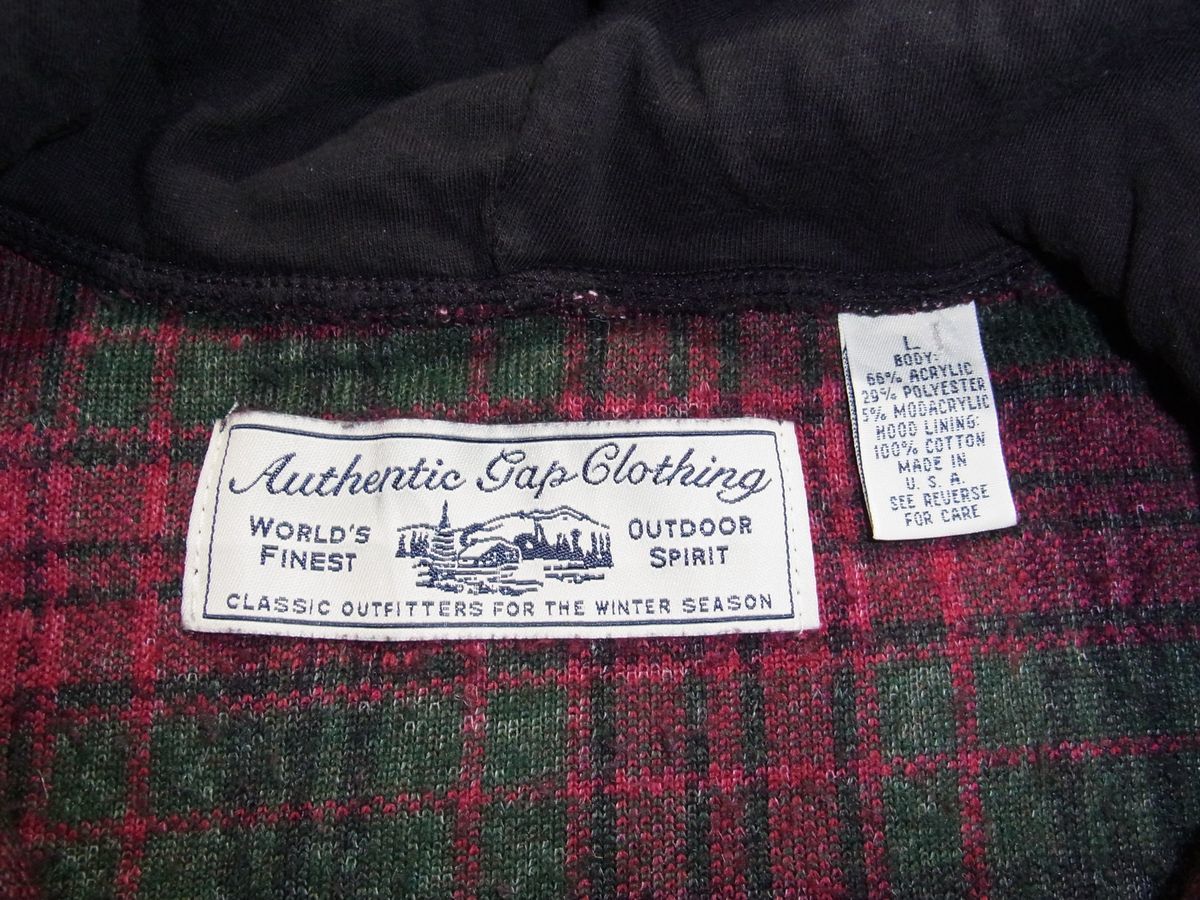 Authentic Gap Clothing
WORLD'S
FINEST
OUTDOOR
SPIRIT
CLASSIC OUTFITTERS FOR THE WINTER SEASON
L
BODY:
66% ACRYLIC
29% POLYESTER
5% MODACRYLIC
HOOD LINING:
100% COTTON
MADE IN
U. S. A.
SEE REVERSE
FOR CARE